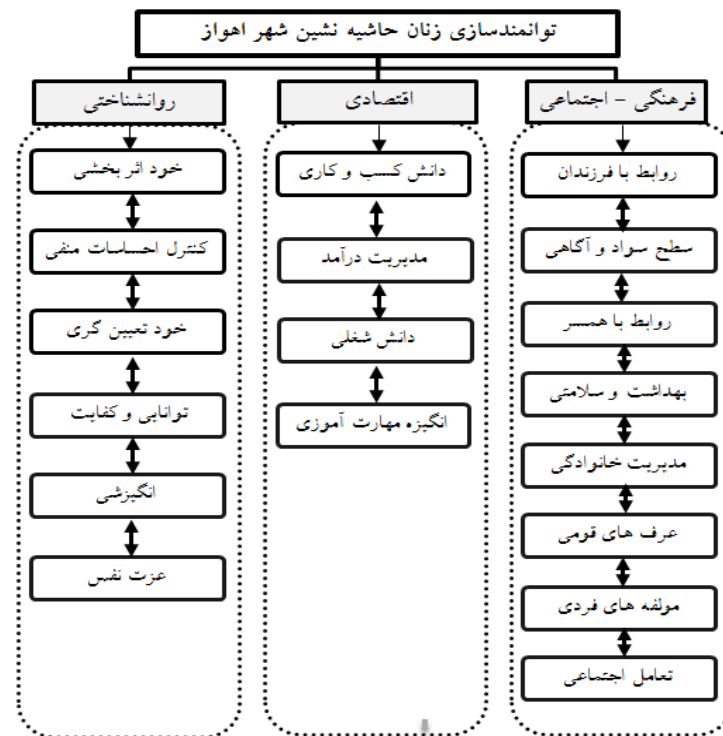 توانمندسازی زنان حاشیه نشین شهر اهواز
فرهنگی - اجتماعی
روابط با فرزندان
سطح سواد و آگاهی
روابط با همسر
بهداشت و سلامتی
مدیریت خانوادگی
عرف های قومی
مولفه های فردی
تعامل اجتماعی
اقتصادی
دانش کسب و کاری
مدیریت درآمد
دانش شغلی
انگیزه مهارت آموزی
روانشناختی
خود اثر بخشی
کنترل احساسات منفی
خود تعیین گری
توانایی و کفایت
انگیزشی
عزت نفس